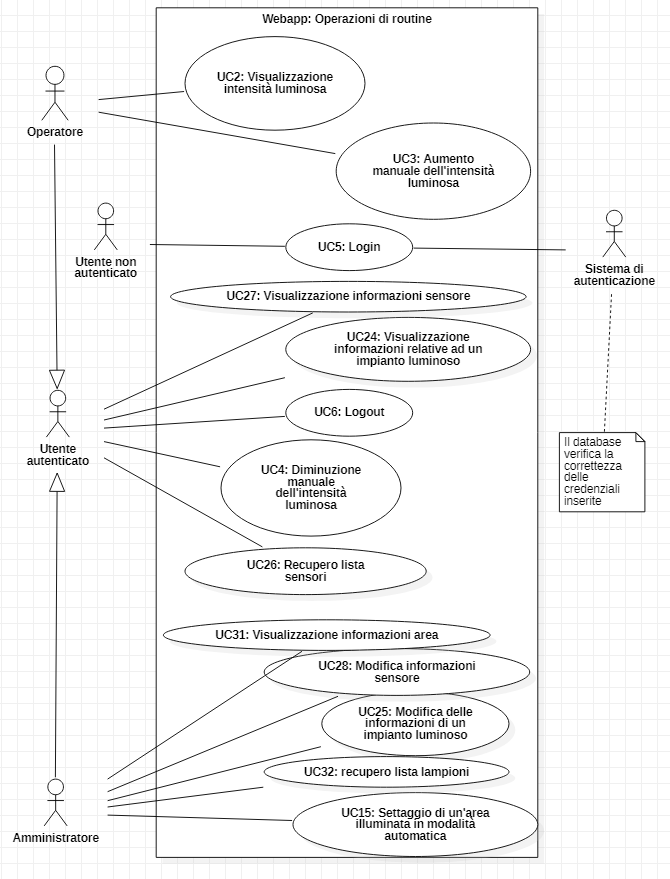 Webapp: Operazioni di routine
UC2: Visualizzazione
intensità luminosa
Operatore
UC3: Aumento
manuale dell'intensità
luminosa
Utente non
autenticato
UC5: Login
Sistema di
autenticazione
UC27: Visualizzazione informazioni sensore
UC24: Visualizzazione
informazioni relative ad un
impianto luminoso
UC6: Logout
Utente
autenticato
UC4: Diminuzione
manuale
dell'intensità
luminosa
Il database
verifica la
correttezza
delle
credenziali
inserite
UC26: Recupero lista
sensori
UC31: Visualizzazione informazioni area
UC28: Modifica informazioni
sensore
UC25: Modifica delle
informazioni di un
impianto luminoso
UC32: recupero lista lampioni
UC15: Settaggio di un'area
illuminata in modalità
automatica
Amministratore